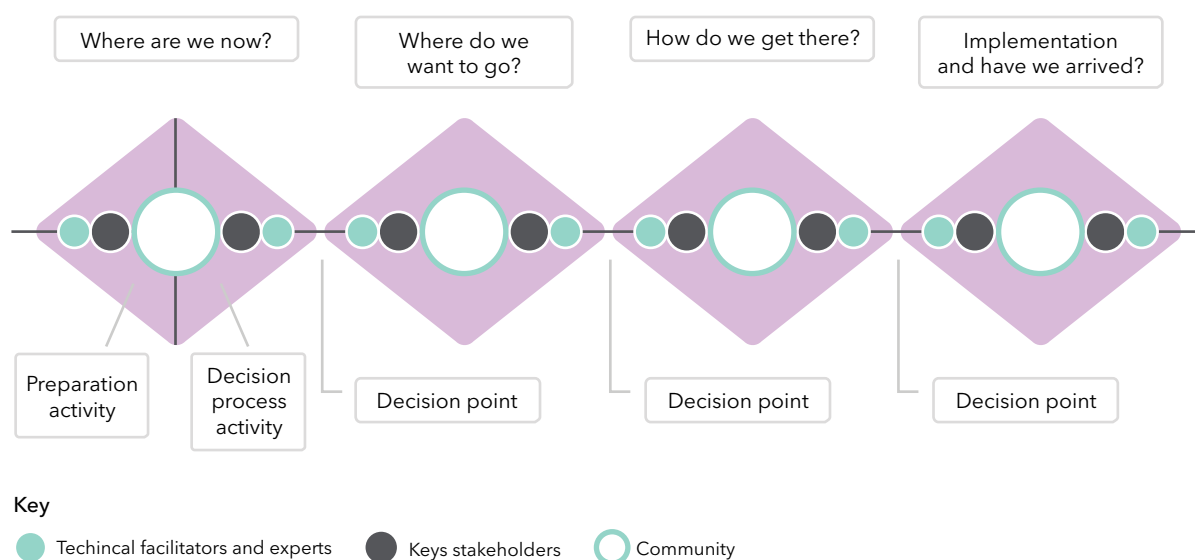 Where are we now?
Where do we
want to go?
How do we get there?
Implementation
and have we arrived?
Preparation
activity
Decision
process
activity
Decision point
Decision point
Decision point
Key
Techincal facilitators and experts
Keys stakeholders
Community